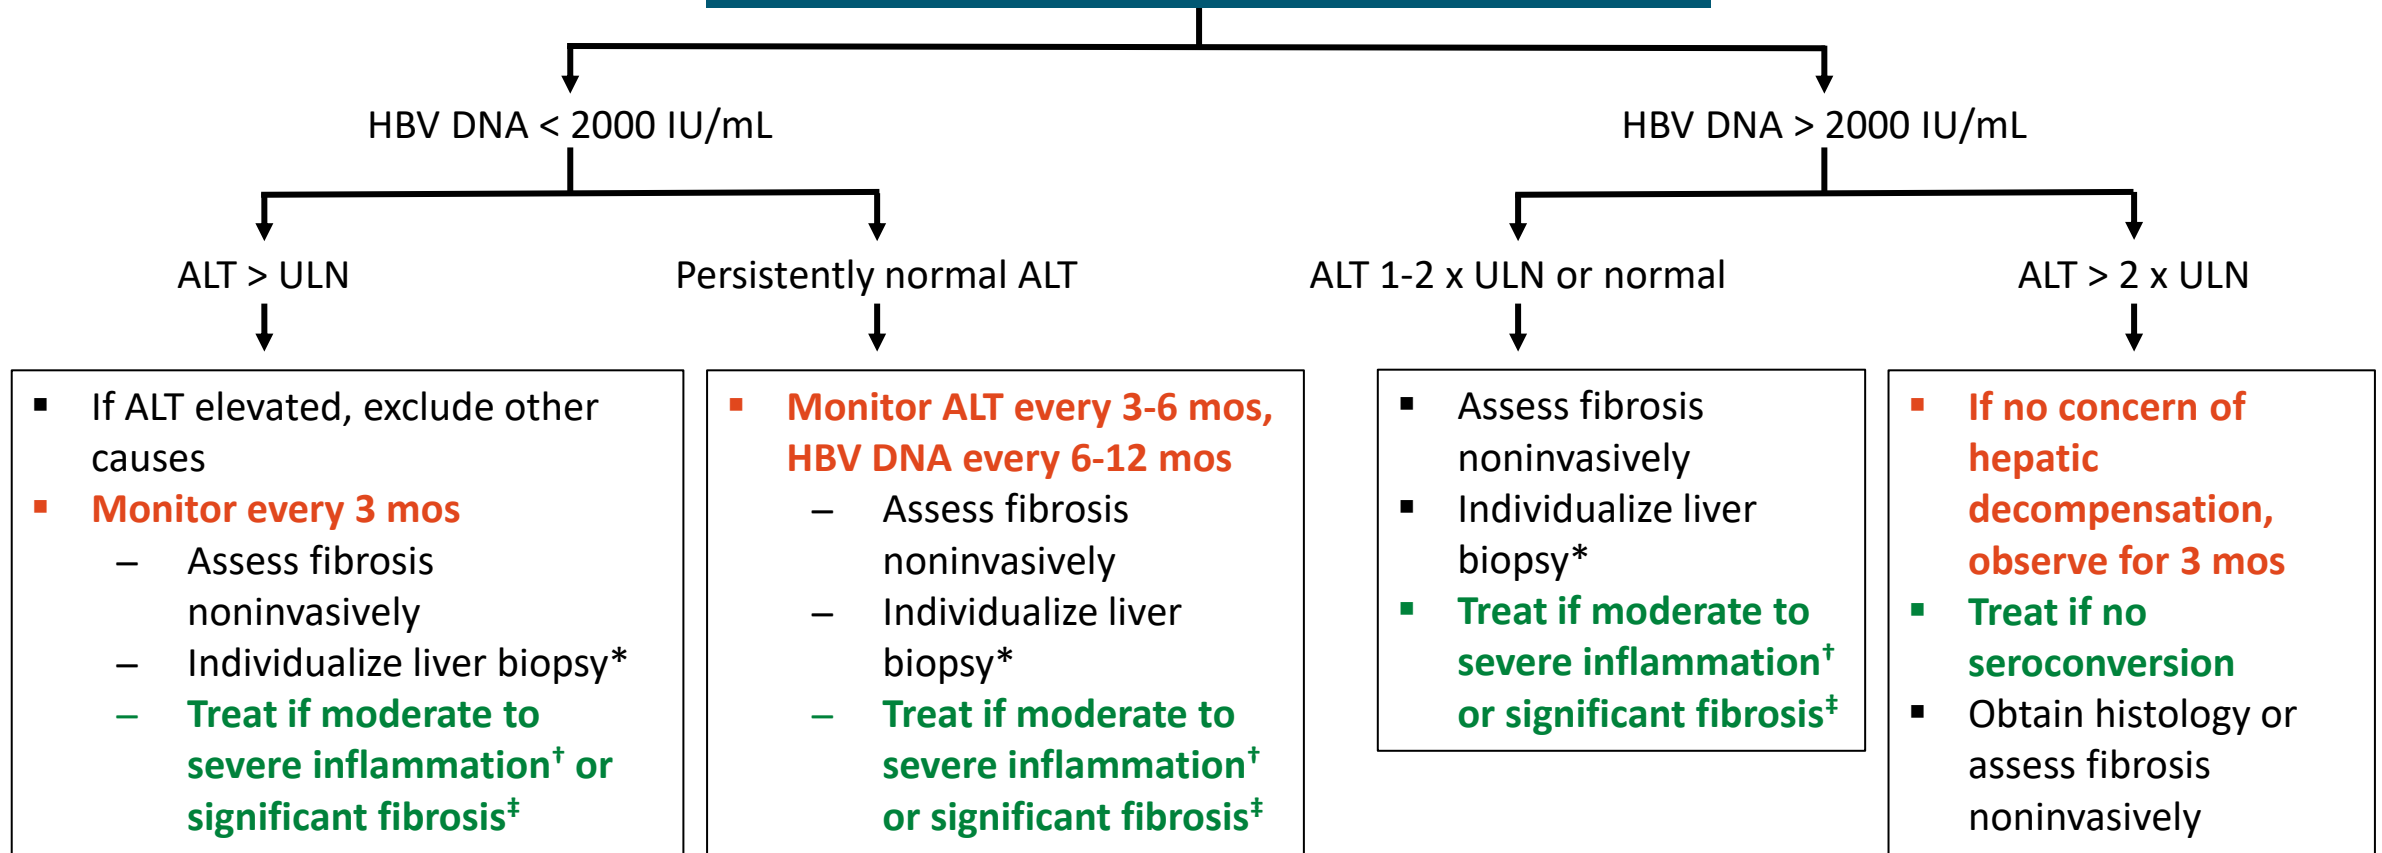 HBV DNA < 2000 IU/mL
HBV DNA > 2000 IU/mL
ALT > ULN
Persistently normal ALT
ALT 1-2 x ULN or normal
ALT > 2 x ULN
▪ If ALT elevated, exclude other
causes
▪ Monitor every 3 mos
– Assess fibrosis
noninvasively
– Individualize liver biopsy*
– Treat if moderate to
severe inflammation† or
significant fibrosis‡
▪ Monitor ALT every 3-6 mos,
HBV DNA every 6-12 mos
– Assess fibrosis
noninvasively
– Individualize liver
biopsy*
– Treat if moderate to
severe inflammation†
or significant fibrosis‡
▪ Assess fibrosis
noninvasively
▪ Individualize liver
biopsy*
▪ Treat if moderate to
severe inflammation†
or significant fibrosis‡
▪ If no concern of
hepatic
decompensation,
observe for 3 mos
▪ Treat if no
seroconversion
▪ Obtain histology or
assess fibrosis
noninvasively